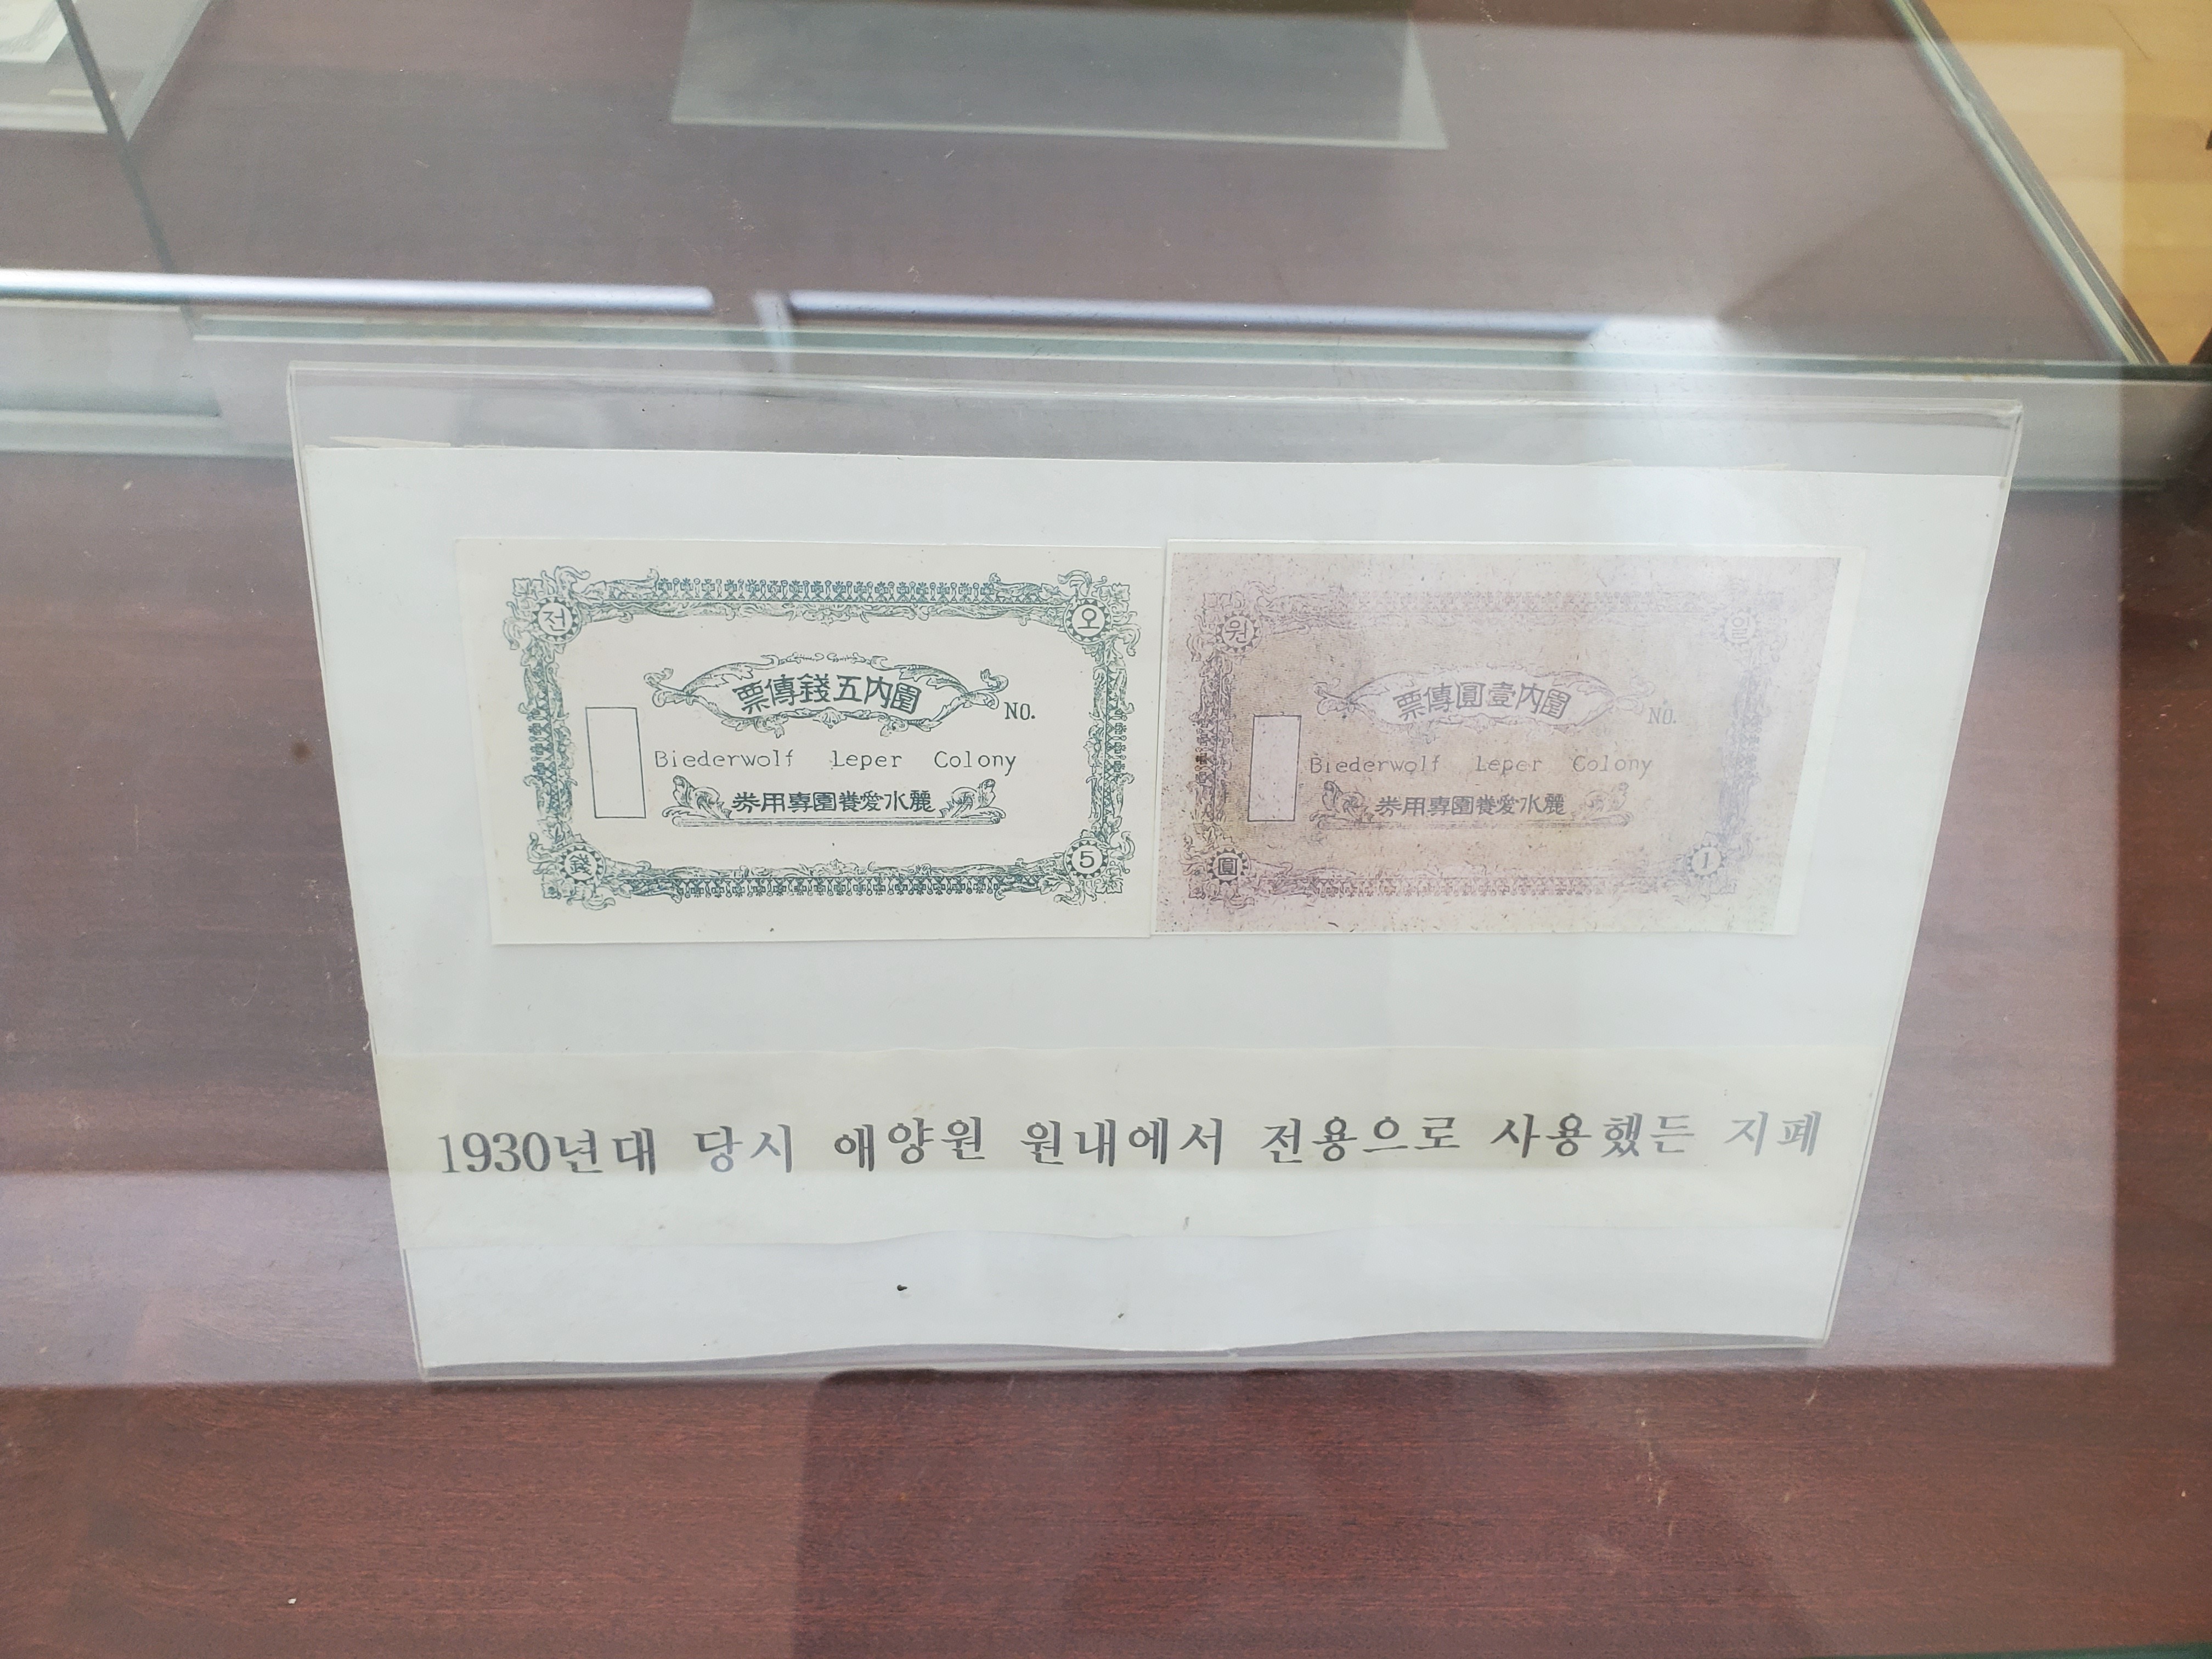 오전
園內五錢傳票
NO.
Biederwolf Leper Colony
麗水愛養園專用券
5錢
일원
園內壹圓傳票
NO.
Biederwolf Leper Colony
麗水愛養園專用券
1圓
1930년대 당시 애양원 원내에서 전용으로 사용했든 지폐